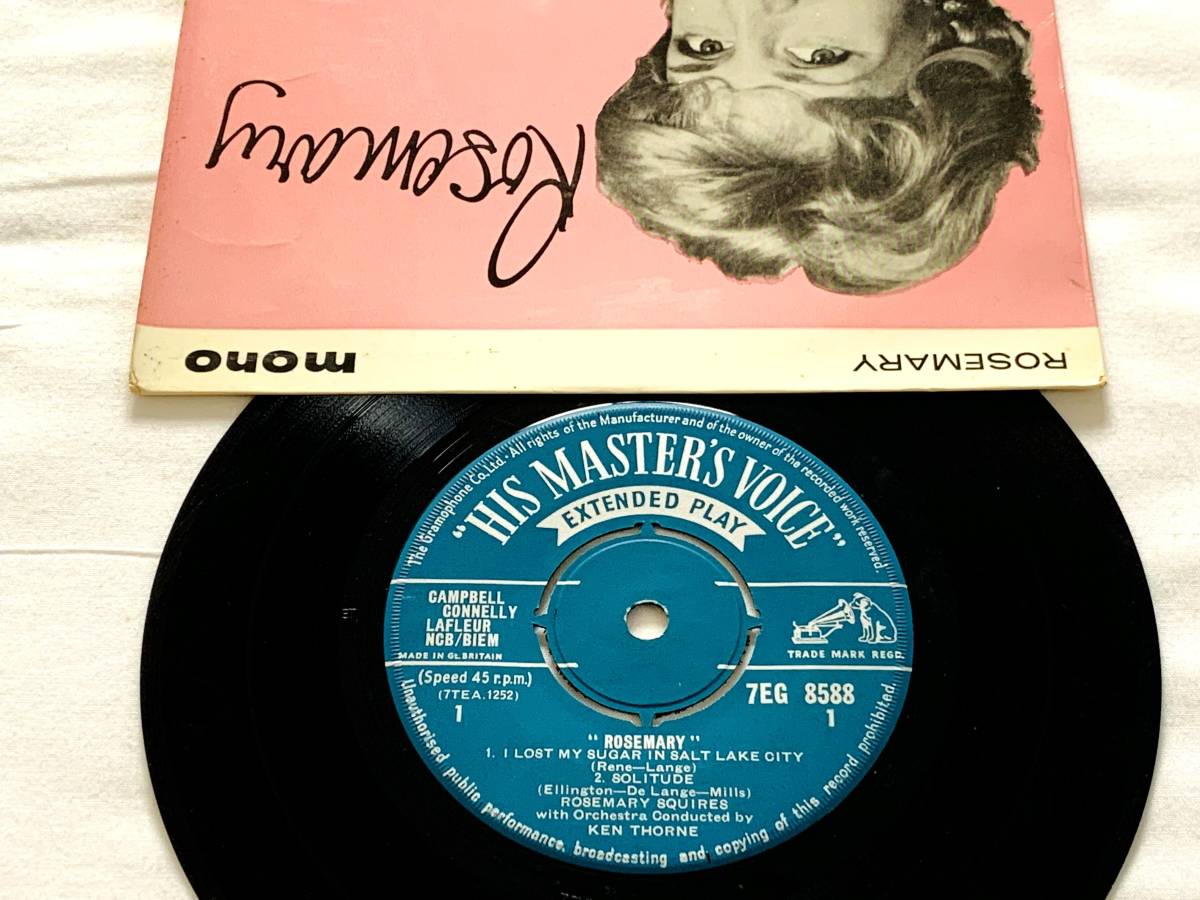 Rosemary
mono
ROSEMARY
The Gramophone Co. Ltd. · All rights of the Manufacturer and of the owner of the recorded work reserved.
"HIS MASTER'S VOICE"
EXTENDED PLAY
CAMPBELL
CONNELLY
LAFLEUR
NCB/BIEM
MADE IN GT. BRITAIN
TRADE MARK REGD.
(Speed 45 r.p.m.)
(7TEA.1252)
1
7EG 8588
1
"ROSEMARY"
1. I LOST MY SUGAR IN SALT LAKE CITY
(Rene—Lange)
2. SOLITUDE
(Ellington—De Lange—Mills)
ROSEMARY SQUIRES
with Orchestra Conducted by
KEN THORNE
Unauthorised public performance, broadcasting and copying of this record prohibited.